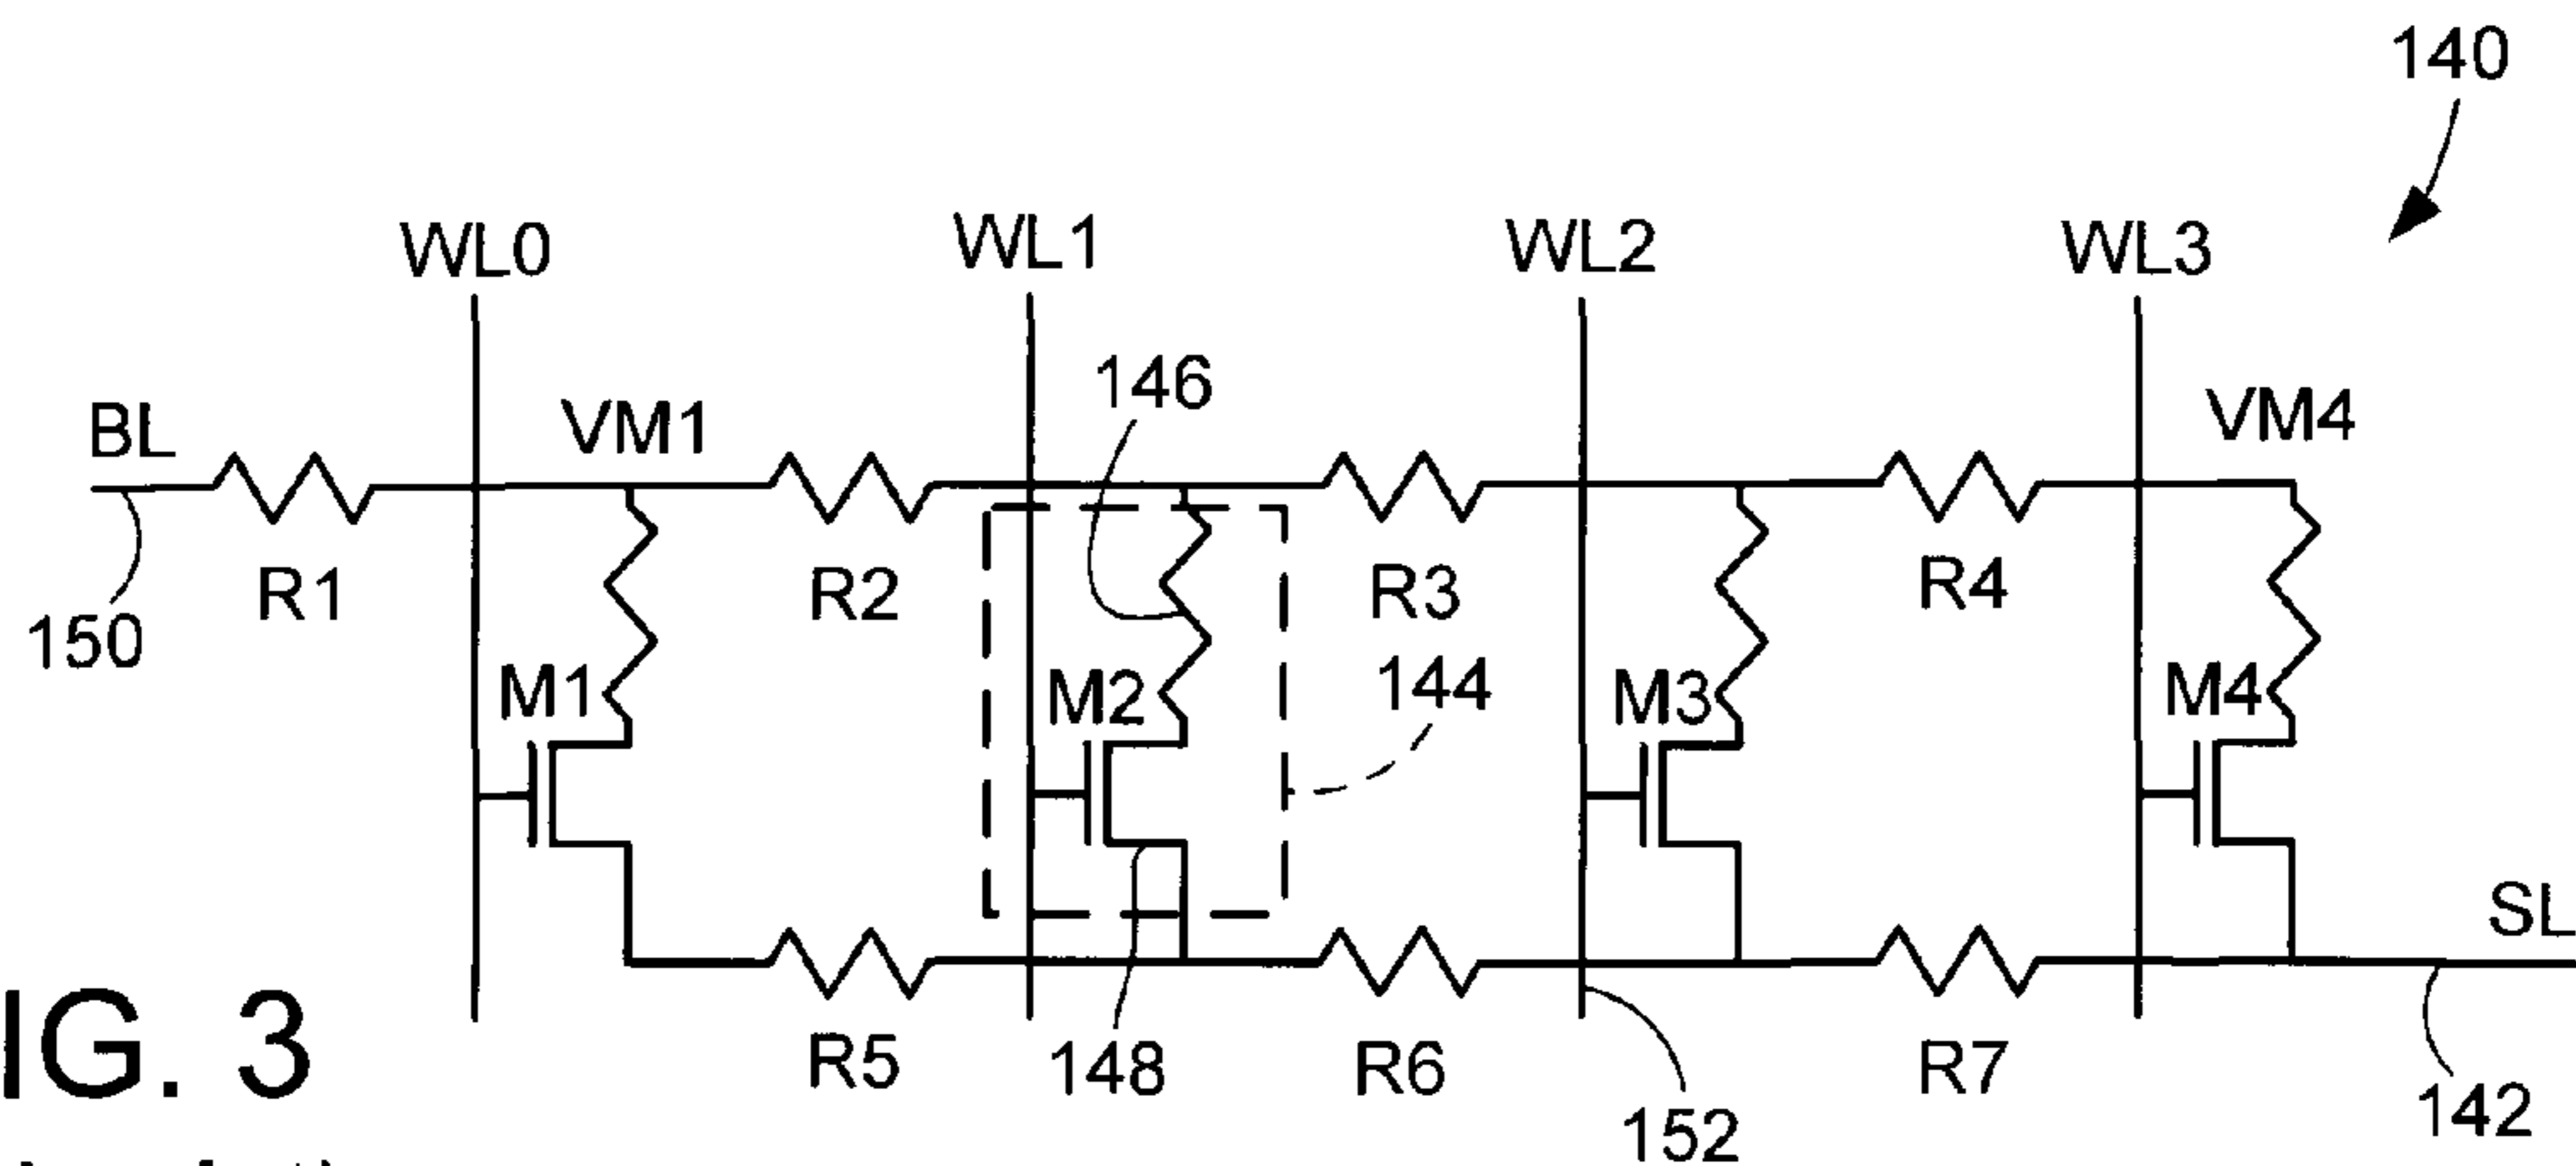 140
WL0 WL1 WL2 WL3
BL VM1 146 VM4
150 R1 R2 R3 R4
M1 M2 144 M3 M4
SL
IG. 3 R5 148 R6 R7
152 142